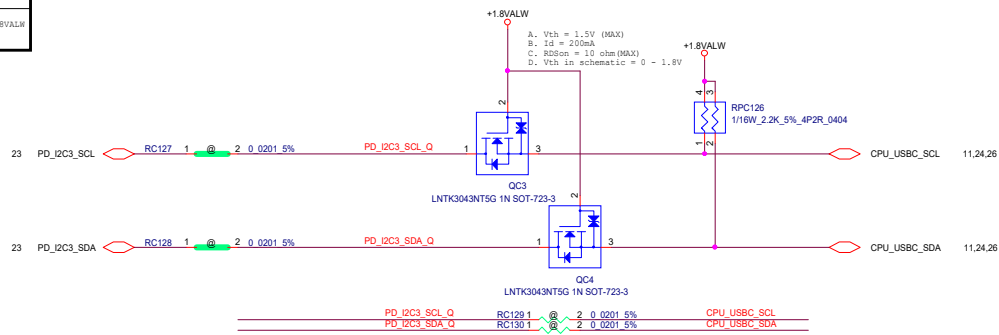 8VALW
+1.8VALW
A. Vth = 1.5V (MAX)
B. Id = 200mA
C. RDSon = 10 ohm(MAX)
D. Vth in schematic = 0 - 1.8V
+1.8VALW
2
4 3
RPC126
1/16W_2.2K_5%_4P2R_0404
1 2
23 PD_I2C3_SCL RC127 1 @ 2 0_0201_5% PD_I2C3_SCL_Q 1 3 CPU_USBC_SCL 11,24,26
QC3
LNTK3043NT5G 1N SOT-723-3
2
23 PD_I2C3_SDA RC128 1 @ 2 0_0201_5% PD_I2C3_SDA_Q 1 3 CPU_USBC_SDA 11,24,26
QC4
LNTK3043NT5G 1N SOT-723-3
PD_I2C3_SCL_Q RC129 1 @ 2 0_0201_5% CPU_USBC_SCL
PD_I2C3_SDA_Q RC130 1 @ 2 0_0201_5% CPU_USBC_SDA